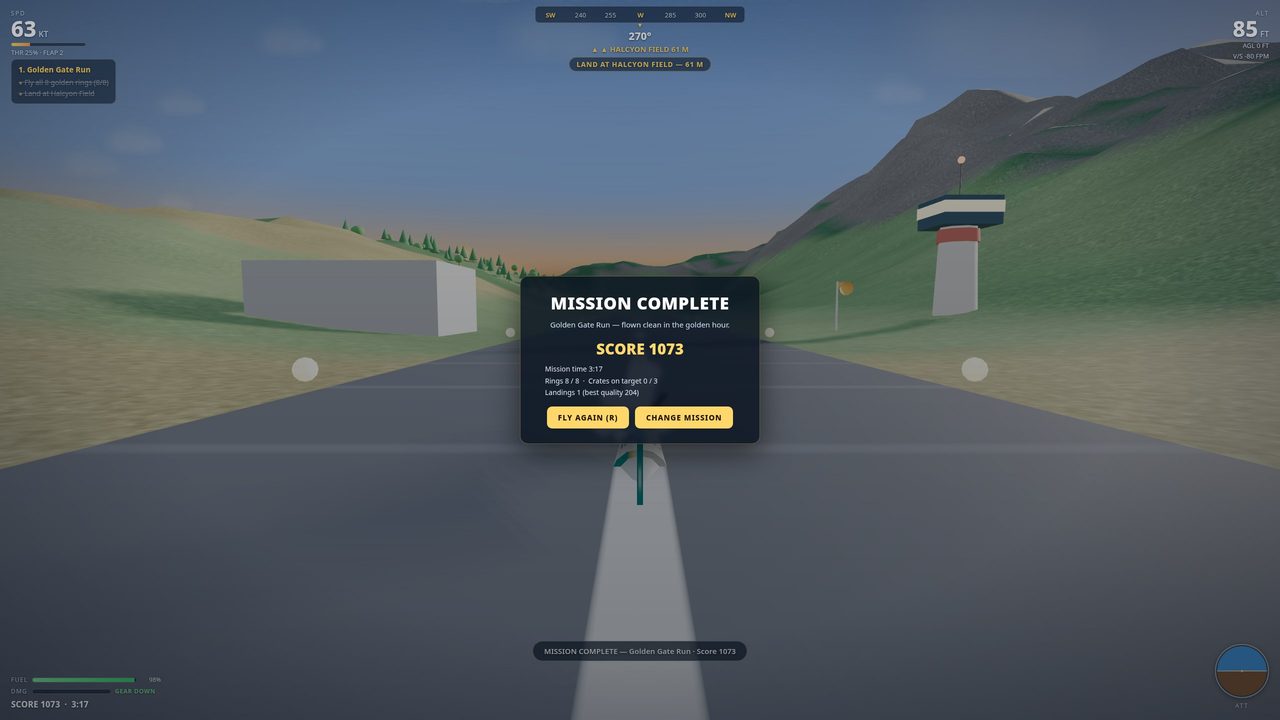 SPD
63 KT
THR 25% · FLAP 2
1. Golden Gate Run
● Fly all 8 golden rings (8/8)
● Land at Halcyon Field
SW 240 255 W 285 300 NW
270°
▲ ▲ HALCYON FIELD 61 M
LAND AT HALCYON FIELD — 61 M
ALT
85 FT
AGL 0 FT
V/S -80 FPM
MISSION COMPLETE
Golden Gate Run — flown clean in the golden hour.
SCORE 1073
Mission time 3:17
Rings 8 / 8 · Crates on target 0 / 3
Landings 1 (best quality 204)
FLY AGAIN (R) CHANGE MISSION
MISSION COMPLETE — Golden Gate Run · Score 1073
FUEL 98%
DMG GEAR DOWN
SCORE 1073 · 3:17
ATT